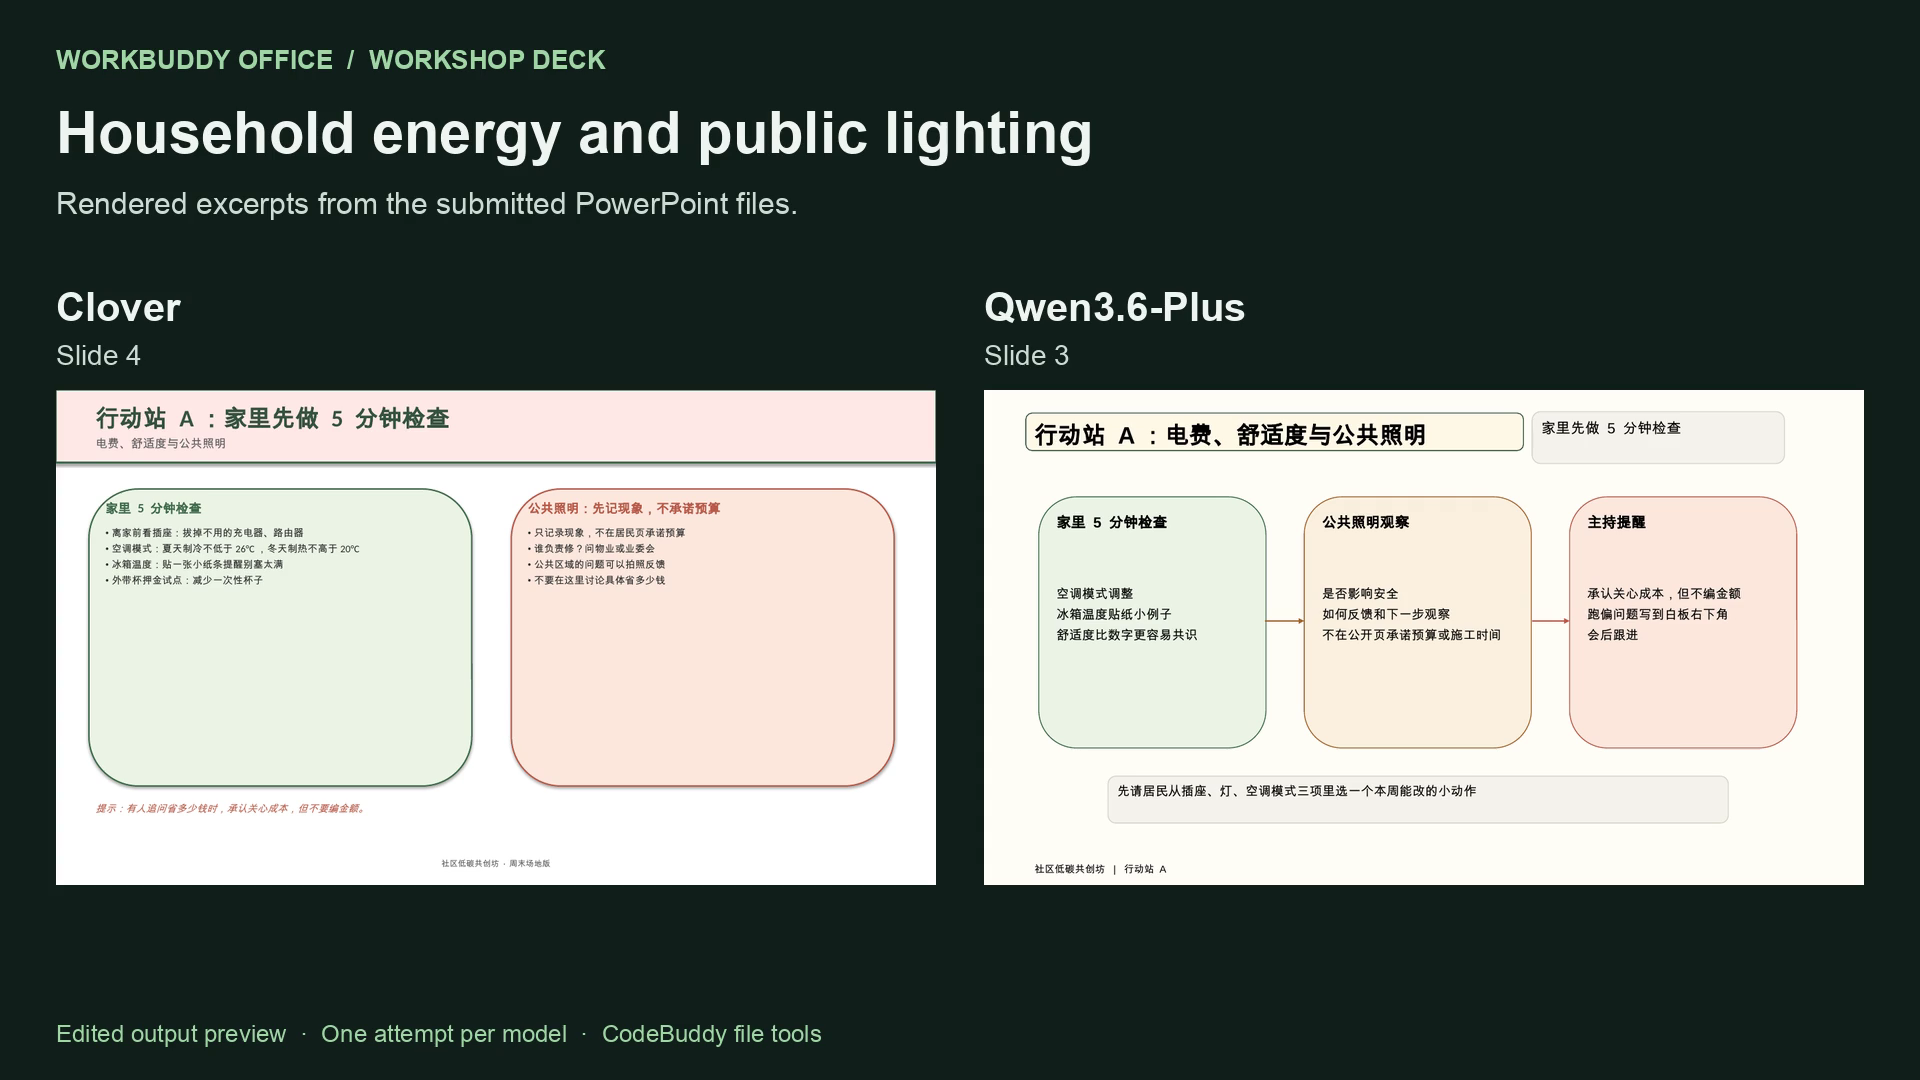 WORKBUDDY OFFICE / WORKSHOP DECK
Household energy and public lighting
Rendered excerpts from the submitted PowerPoint files.
Clover
Slide 4
行动站 A ：家里先做 5 分钟检查
电费、舒适度与公共照明
家里 5 分钟检查
• 离家前看插座：拔掉不用的充电器、路由器
• 空调模式：夏天制冷不低于 26°C ，冬天制热不高于 20°C
• 冰箱温度：贴一张小纸条提醒别塞太满
• 外带杯押金试点：减少一次性杯子
公共照明：先记现象，不承诺预算
• 只记录现象，不在居民页承诺预算
• 谁负责修？问物业或业委会
• 公共区域的问题可以拍照反馈
• 不要在这里讨论具体省多少钱
提示：有人追问省多少钱时，承认关心成本，但不要编金额。
社区低碳共创坊 · 周末场地版
Qwen3.6-Plus
Slide 3
行动站 A ：电费、舒适度与公共照明
家里先做 5 分钟检查
家里 5 分钟检查
空调模式调整
冰箱温度贴纸小例子
舒适度比数字更容易共识
公共照明观察
是否影响安全
如何反馈和下一步观察
不在公开页承诺预算或施工时间
主持提醒
承认关心成本，但不编金额
跑偏问题写到白板右下角
会后跟进
先请居民从插座、灯、空调模式三项里选一个本周能改的小动作
社区低碳共创坊 | 行动站 A
Edited output preview · One attempt per model · CodeBuddy file tools